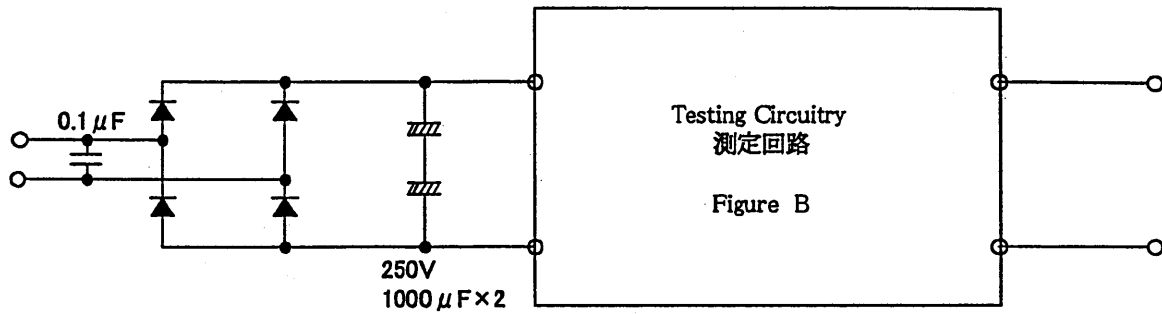 0.1μF
Testing Circuitry
測定回路
Figure B
250V
1000μF×2